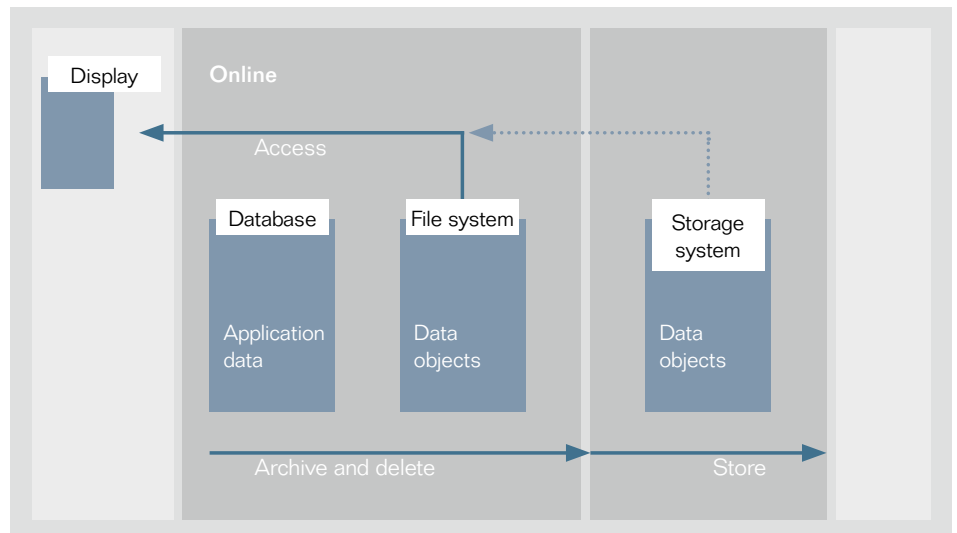 Display
Online
Access
Database
File system
Storage
system
Application
data
Data
objects
Data
objects
Archive and delete
Store